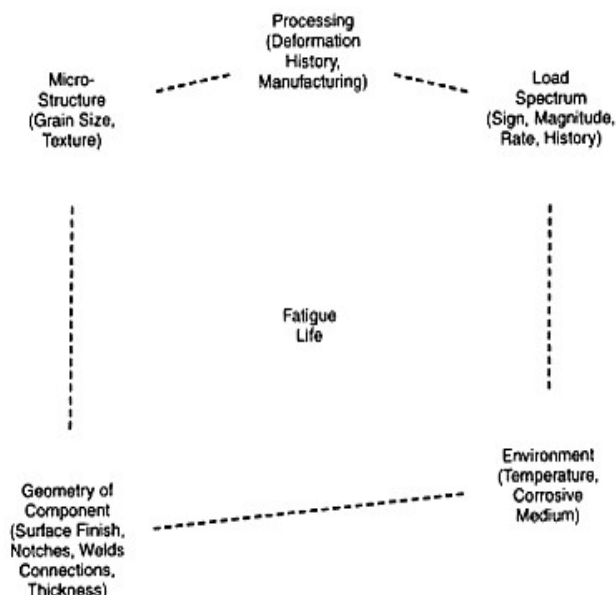 Processing
(Deformation
History,
Manufacturing)
Micro-
Structure
(Grain Size,
Texture)
Load
Spectrum
(Sign, Magnitude,
Rate, History)
Fatigue
Life
Environment
(Temperature,
Corrosive
Medium)
Geometry of
Component
(Surface Finish,
Notches, Welds
Connections,
Thickness)